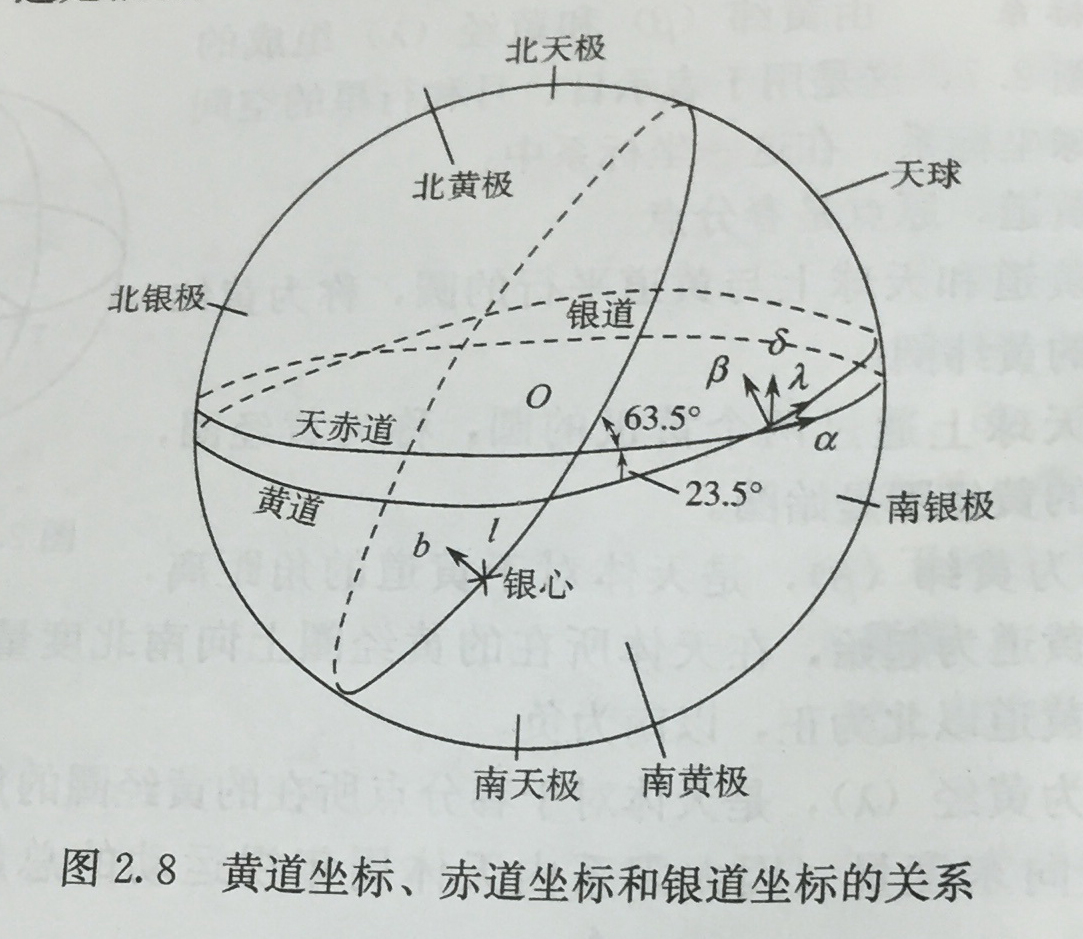 北天极
北黄极
天球
北银极
银道
δ
β
λ
O
63.5°
天赤道
α
23.5°
黄道
南银极
b
l
银心
南天极
南黄极
图2.8 黄道坐标、赤道坐标和银道坐标的关系